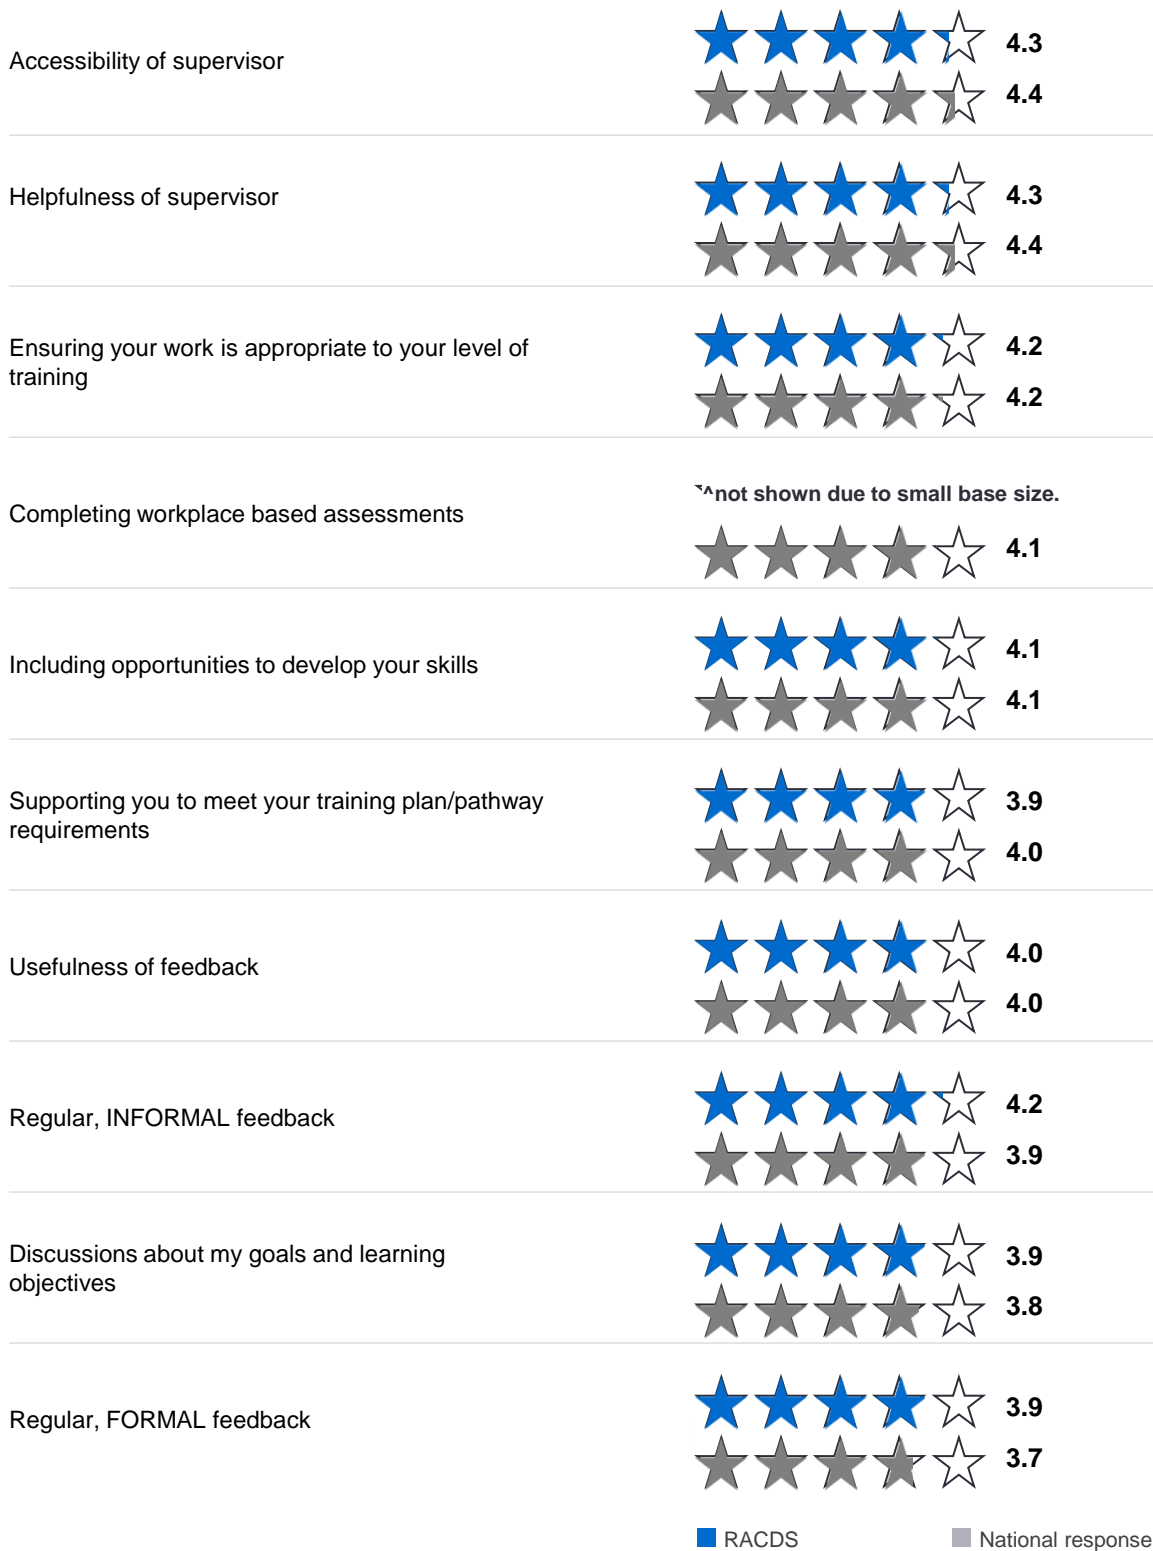 Accessibility of supervisor
4.3
4.4
Helpfulness of supervisor
4.3
4.4
Ensuring your work is appropriate to your level of
training
4.2
4.2
Completing workplace based assessments
^not shown due to small base size.
4.1
Including opportunities to develop your skills
4.1
4.1
Supporting you to meet your training plan/pathway
requirements
3.9
4.0
Usefulness of feedback
4.0
4.0
Regular, INFORMAL feedback
4.2
3.9
Discussions about my goals and learning
objectives
3.9
3.8
Regular, FORMAL feedback
3.9
3.7
RACDS
National response